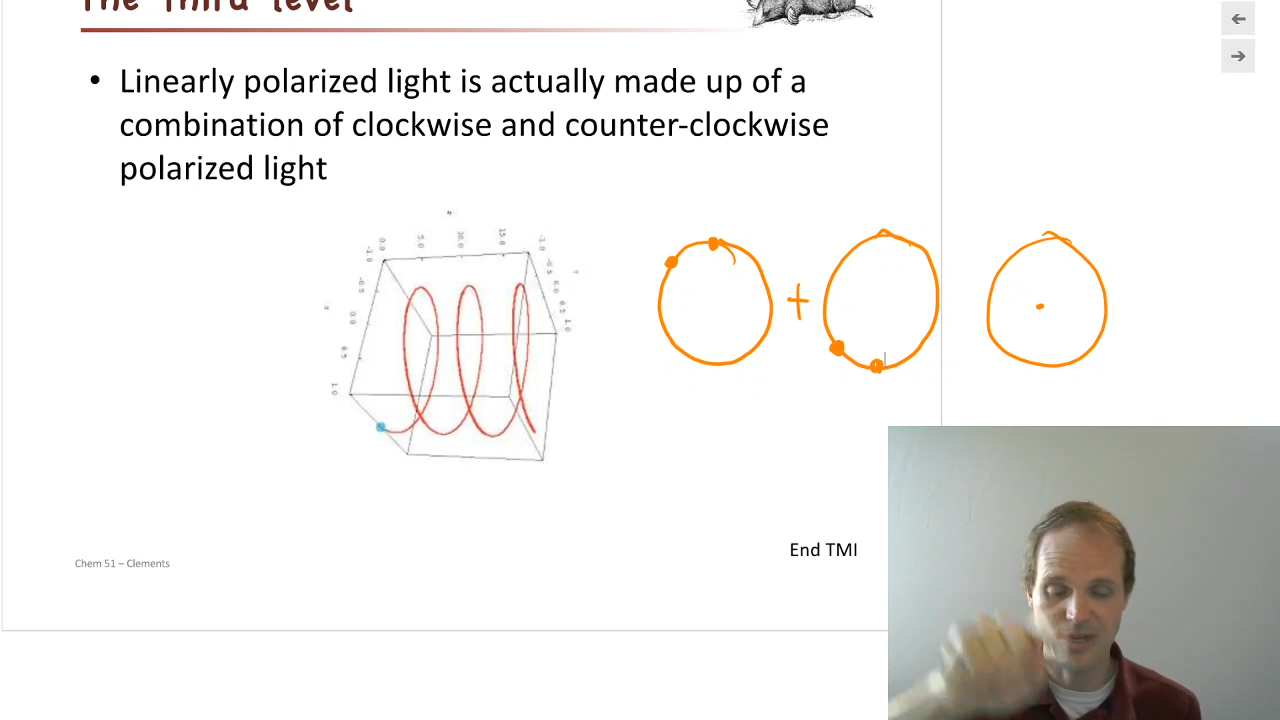 The Third level
• Linearly polarized light is actually made up of a
combination of clockwise and counter-clockwise
polarized light
+
End TMI
Chem 51 – Clements